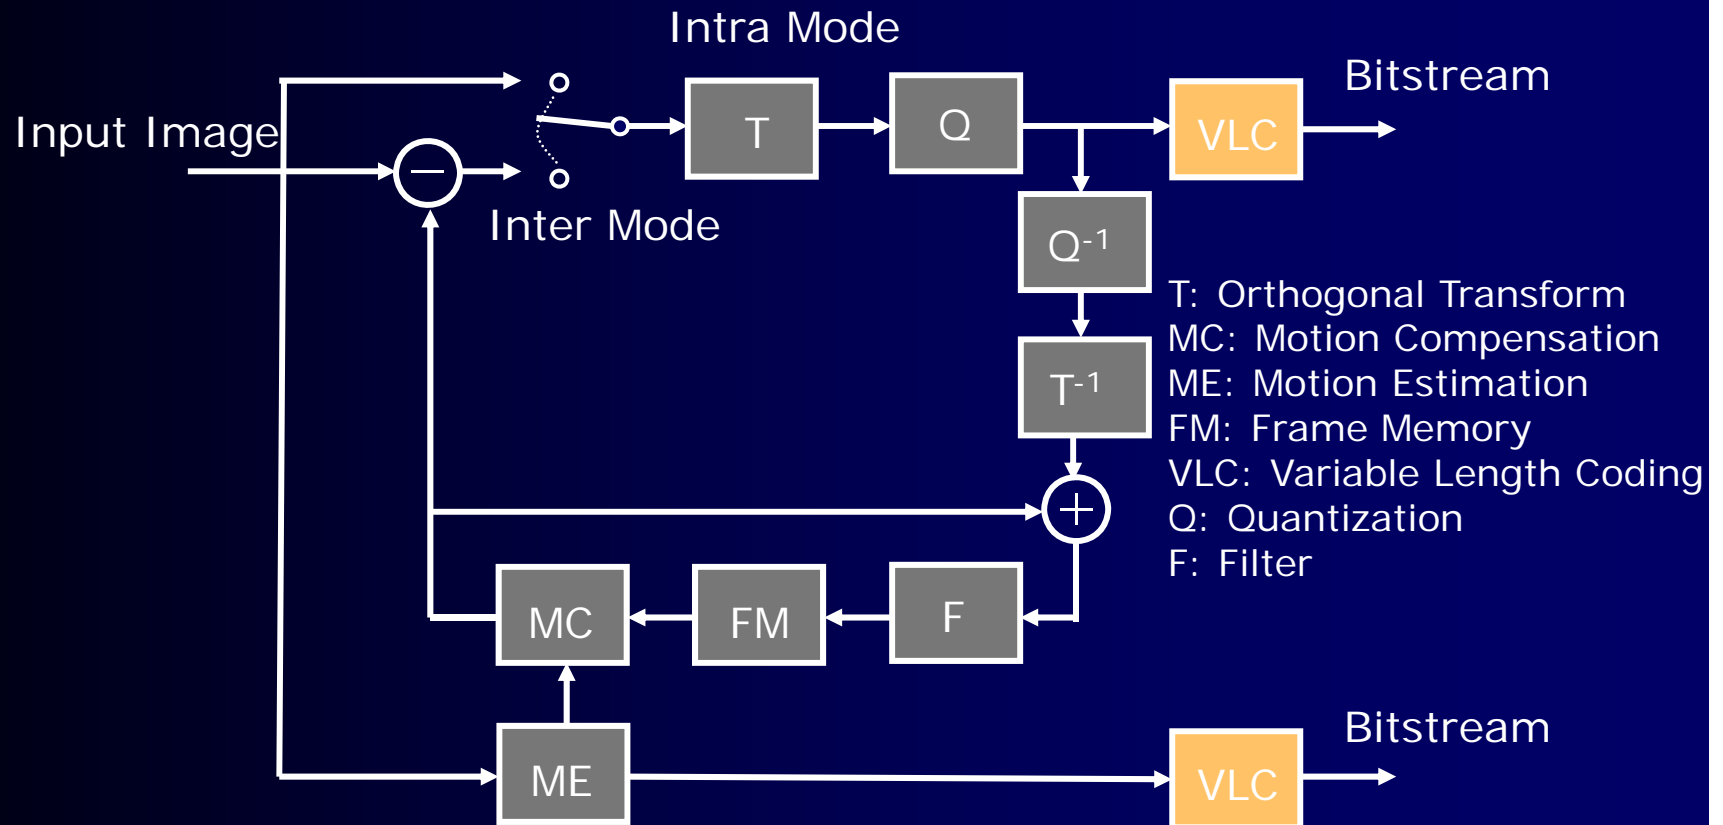 Intra Mode
Bitstream
Input Image
T
Q
VLC
Inter Mode
Q-1
T: Orthogonal Transform
MC: Motion Compensation
T-1
ME: Motion Estimation
FM: Frame Memory
VLC: Variable Length Coding
Q: Quantization
F: Filter
MC
FM
F
Bitstream
ME
VLC